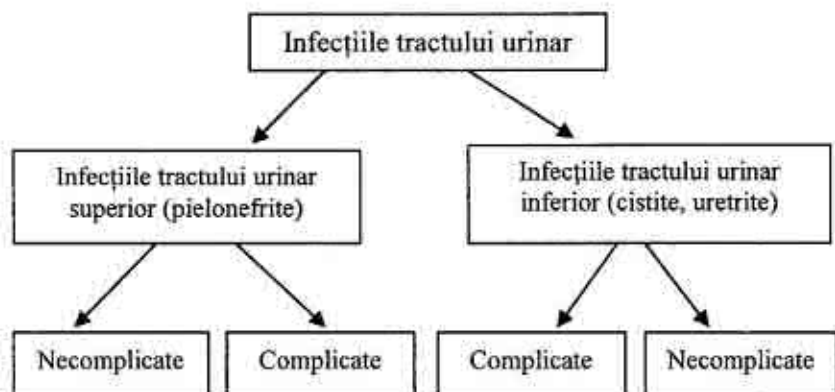 Infecțiile tractului urinar
Infecțiile tractului urinar
superior (pielonefrite)
Infecțiile tractului urinar
inferior (cistite, uretrite)
Necomplicate
Complicate
Complicate
Necomplicate